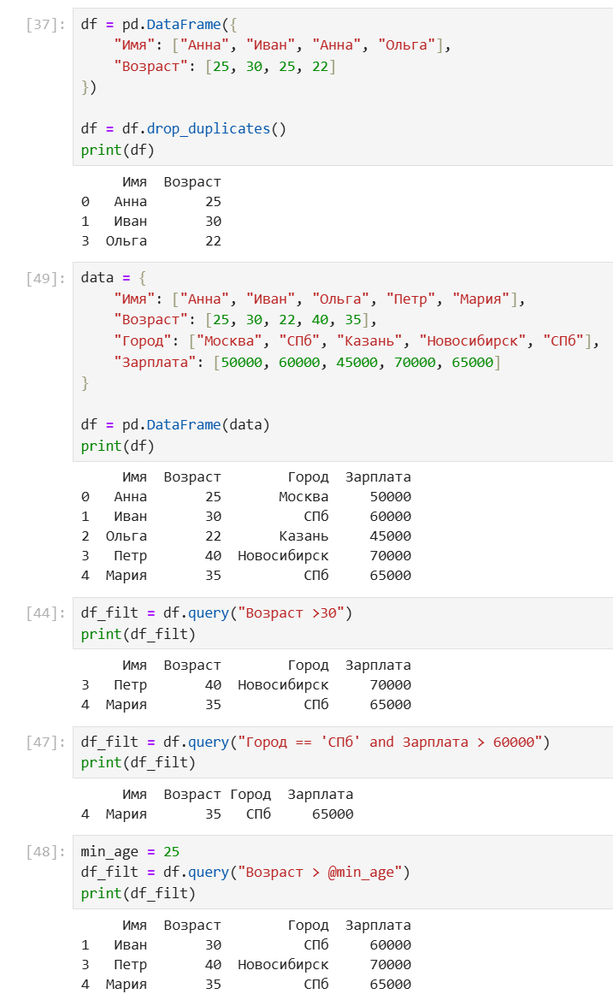 [37]: df = pd.DataFrame({
"Имя": ["Анна", "Иван", "Анна", "Ольга"],
"Возраст": [25, 30, 25, 22]
})
df = df.drop_duplicates()
print(df)
Имя Возраст
0 Анна 25
1 Иван 30
3 Ольга 22
[49]: data = {
"Имя": ["Анна", "Иван", "Ольга", "Петр", "Мария"],
"Возраст": [25, 30, 22, 40, 35],
"Город": ["Москва", "СПб", "Казань", "Новосибирск", "СПб"],
"Зарплата": [50000, 60000, 45000, 70000, 65000]
}
df = pd.DataFrame(data)
print(df)
Имя Возраст Город Зарплата
0 Анна 25 Москва 50000
1 Иван 30 СПб 60000
2 Ольга 22 Казань 45000
3 Петр 40 Новосибирск 70000
4 Мария 35 СПб 65000
[44]: df_filt = df.query("Возраст >30")
print(df_filt)
Имя Возраст Город Зарплата
3 Петр 40 Новосибирск 70000
4 Мария 35 СПб 65000
[47]: df_filt = df.query("Город == 'СПб' and Зарплата > 60000")
print(df_filt)
Имя Возраст Город Зарплата
4 Мария 35 СПб 65000
[48]: min_age = 25
df_filt = df.query("Возраст > @min_age")
print(df_filt)
Имя Возраст Город Зарплата
1 Иван 30 СПб 60000
3 Петр 40 Новосибирск 70000
4 Мария 35 СПб 65000